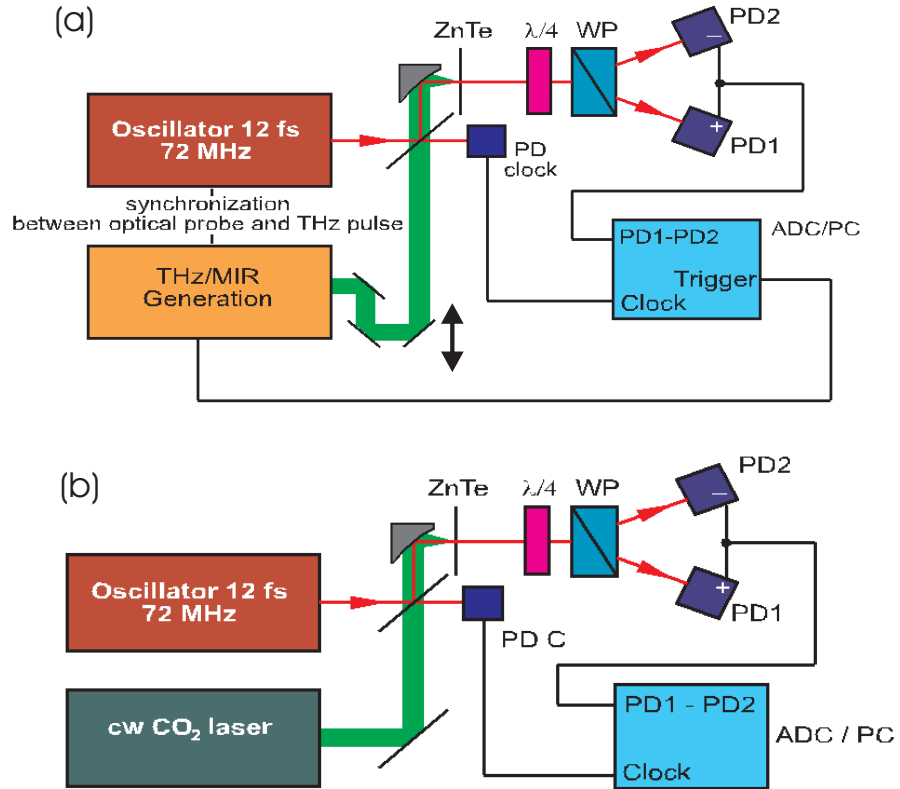 (a)
ZnTe
λ/4
WP
PD2
−
Oscillator 12 fs
72 MHz
PD
clock
+
PD1
synchronization
between optical probe and THz pulse
THz/MIR
Generation
PD1-PD2
ADC/PC
Trigger
Clock
(b)
ZnTe
λ/4
WP
PD2
−
Oscillator 12 fs
72 MHz
PD C
+
PD1
cw CO₂ laser
PD1 - PD2
ADC / PC
Clock